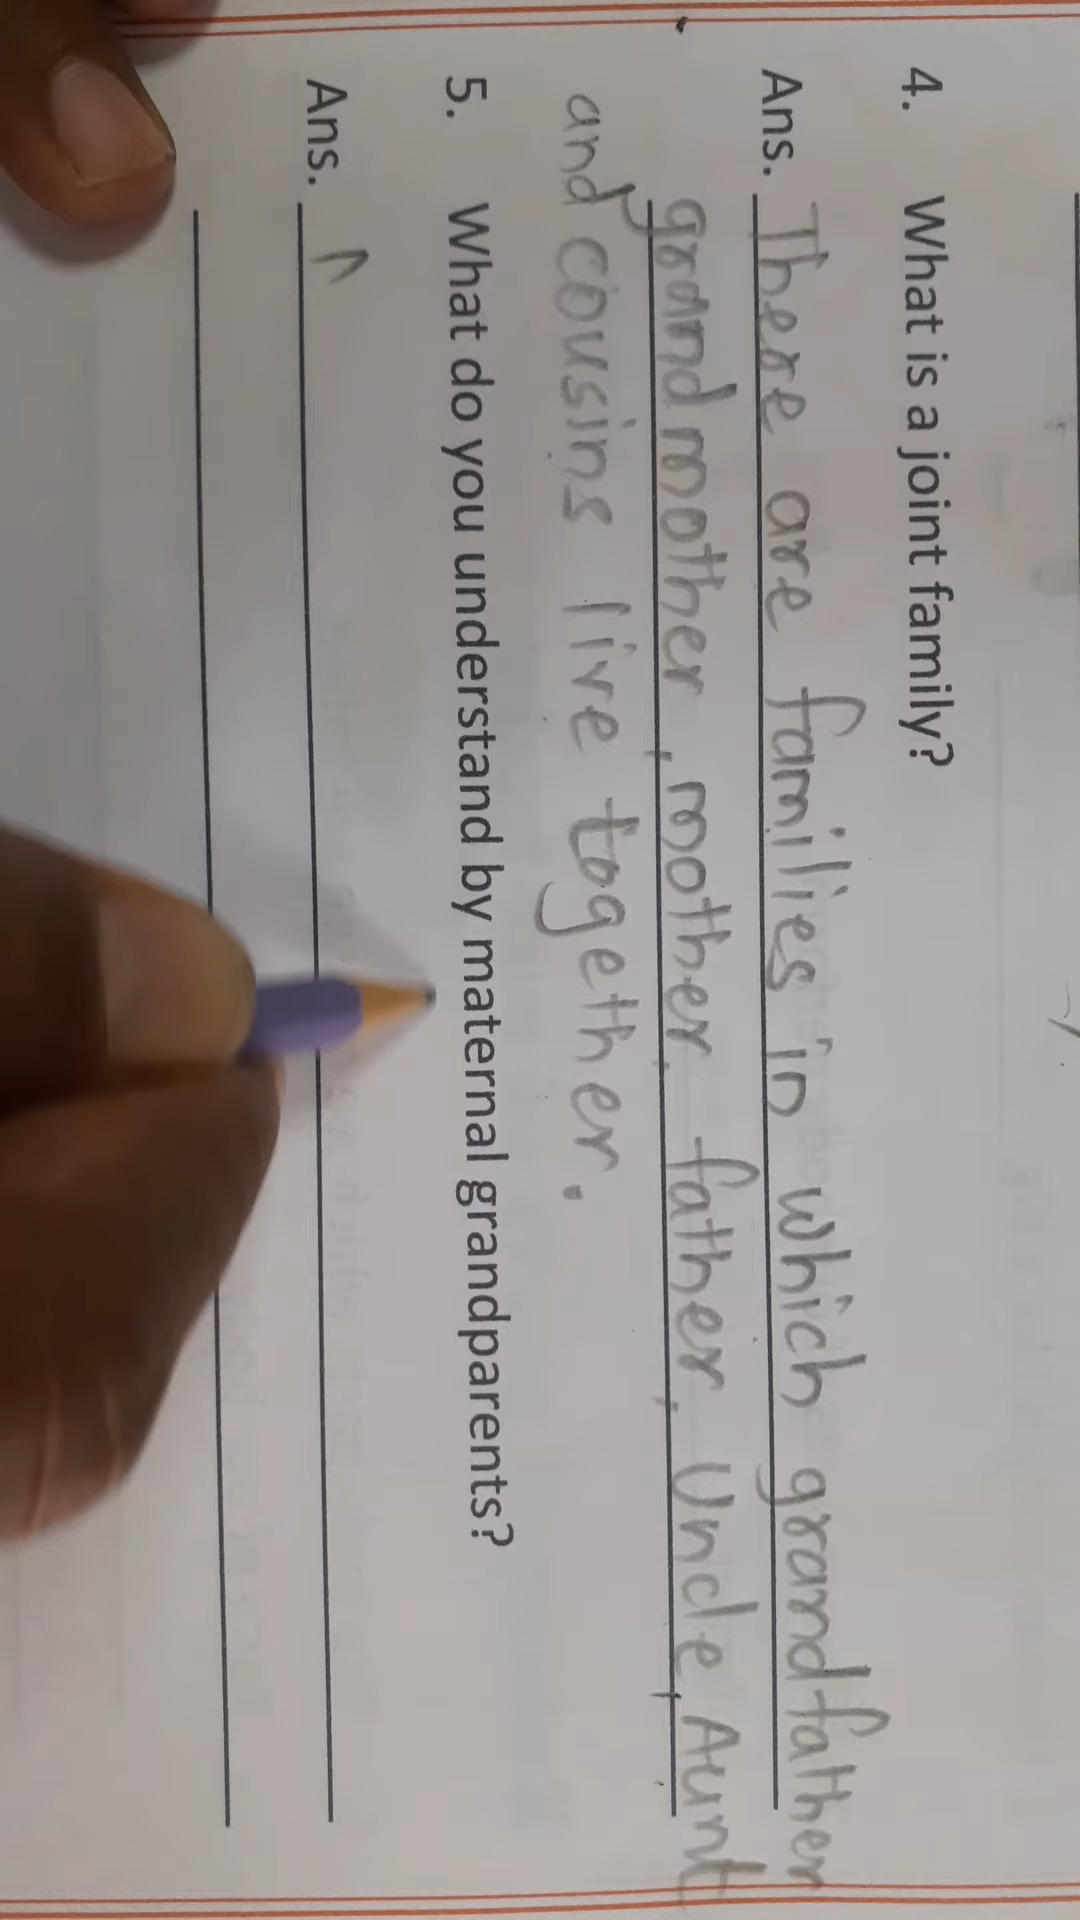 4. What is a joint family?
Ans. There are families in which grandfather
grandmother, mother, father, Uncle, Aunt
and cousins live together.
5. What do you understand by maternal grandparents?
Ans.